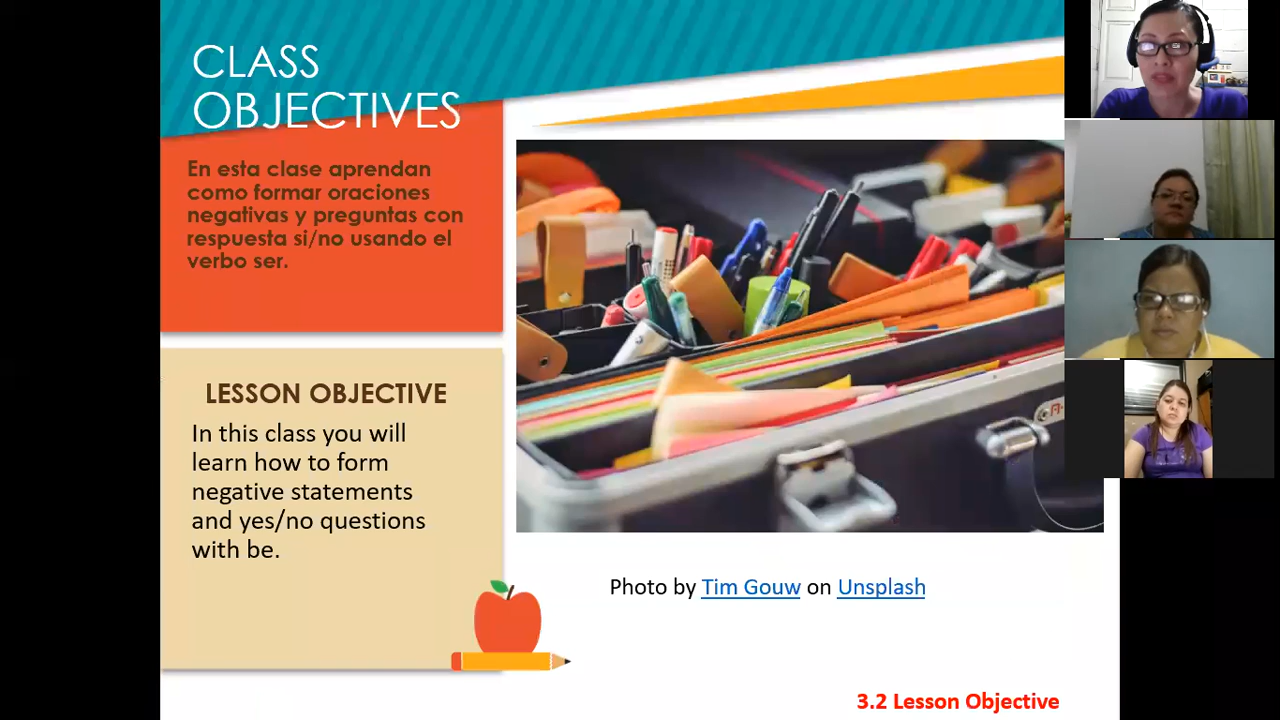 CLASS
OBJECTIVES
En esta clase aprendan
como formar oraciones
negativas y preguntas con
respuesta si/no usando el
verbo ser.
LESSON OBJECTIVE
In this class you will
learn how to form
negative statements
and yes/no questions
with be.
Photo by Tim Gouw on Unsplash
3.2 Lesson Objective